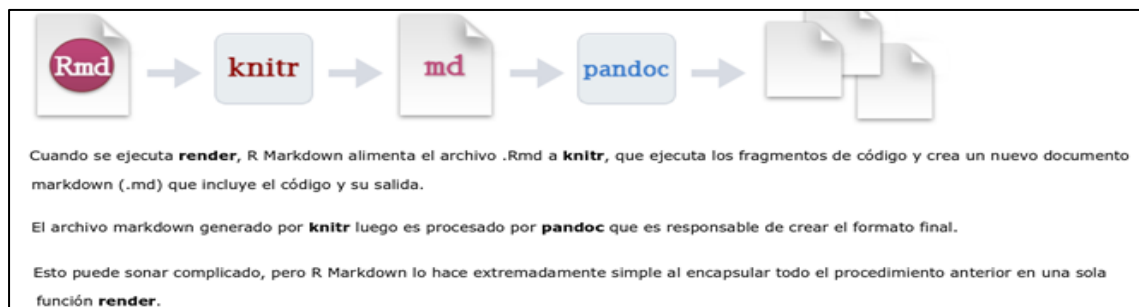 Rmd knitr md pandoc
Cuando se ejecuta render, R Markdown alimenta el archivo .Rmd a knitr, que ejecuta los fragmentos de código y crea un nuevo documento
markdown (.md) que incluye el código y su salida.
El archivo markdown generado por knitr luego es procesado por pandoc que es responsable de crear el formato final.
Esto puede sonar complicado, pero R Markdown lo hace extremadamente simple al encapsular todo el procedimiento anterior en una sola
función render.